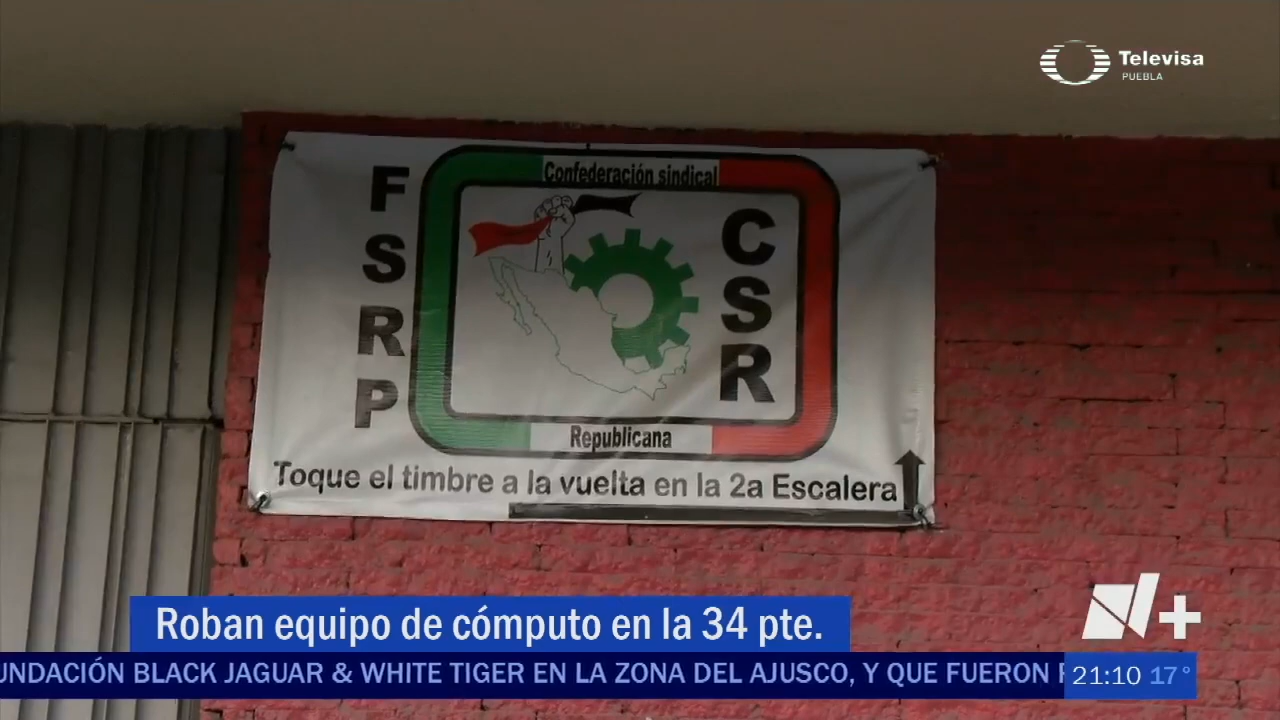 Televisa
PUEBLA
FSRP
Confederación sindical
CSR
Republicana
Toque el timbre a la vuelta en la 2a Escalera
N+
Roban equipo de cómputo en la 34 pte.
UNDACIÓN BLACK JAGUAR & WHITE TIGER EN LA ZONA DEL AJUSCO, Y QUE FUERON
21:10 17°